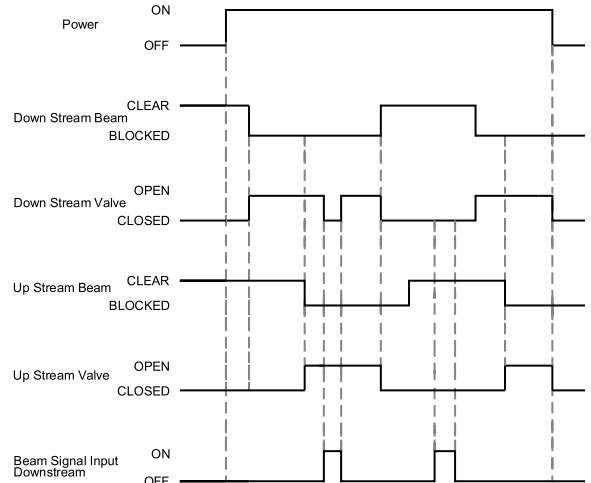 ON
Power
OFF
CLEAR
Down Stream Beam
BLOCKED
OPEN
Down Stream Valve
CLOSED
CLEAR
Up Stream Beam
BLOCKED
OPEN
Up Stream Valve
CLOSED
ON
Beam Signal Input
Downstream
OFF